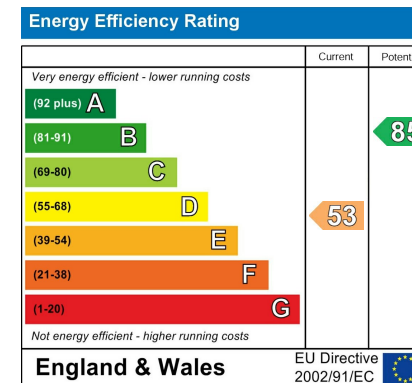 Energy Efficiency Rating
Current
Very energy efficient - lower running costs
(92 plus) A
(81-91) B
85
(69-80) C
(55-68) D
53
(39-54) E
(21-38) F
(1-20) G
Not energy efficient - higher running costs
England & Wales
EU Directive
2002/91/EC